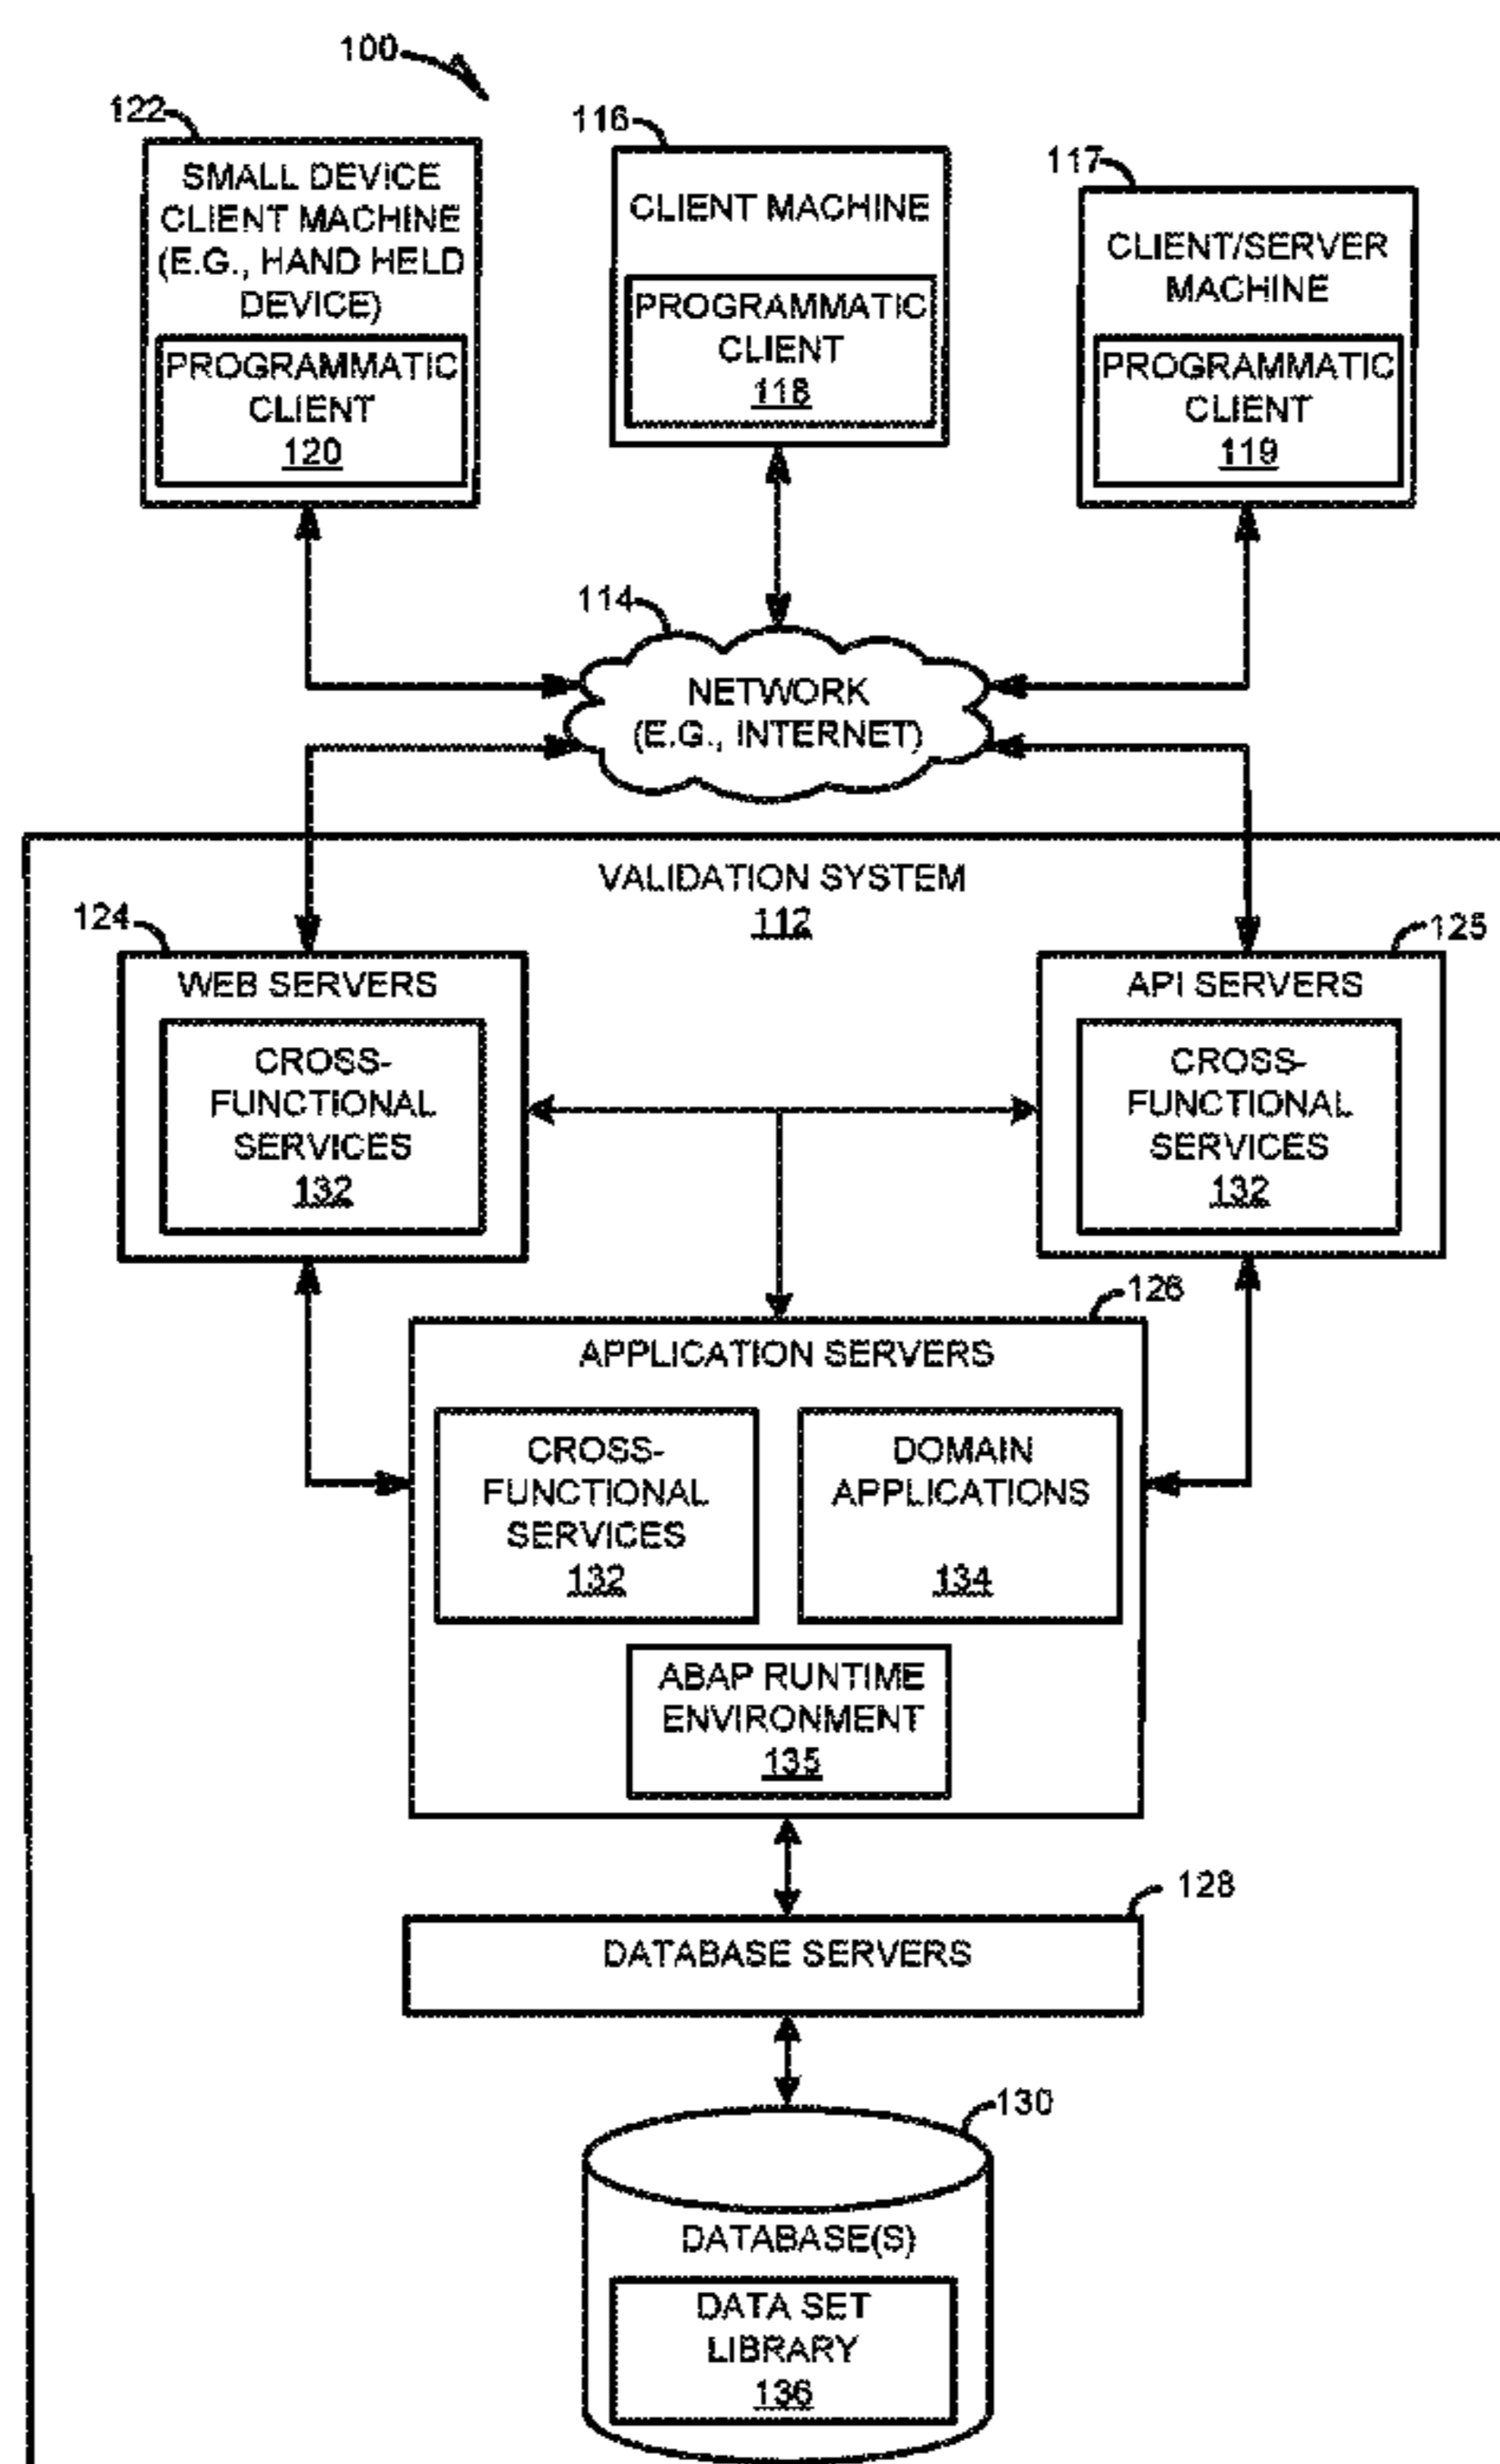 100
122
SMALL DEVICE
CLIENT MACHINE
(E.G., HAND HELD
DEVICE)
PROGRAMMATIC
CLIENT
120
116
CLIENT MACHINE
PROGRAMMATIC
CLIENT
118
117
CLIENT/SERVER
MACHINE
PROGRAMMATIC
CLIENT
119
114
NETWORK
(E.G., INTERNET)
VALIDATION SYSTEM
112
124
WEB SERVERS
CROSS-
FUNCTIONAL
SERVICES
132
125
API SERVERS
CROSS-
FUNCTIONAL
SERVICES
132
126
APPLICATION SERVERS
CROSS-
FUNCTIONAL
SERVICES
132
DOMAIN
APPLICATIONS
134
ABAP RUNTIME
ENVIRONMENT
135
128
DATABASE SERVERS
130
DATABASE(S)
DATA SET
LIBRARY
136